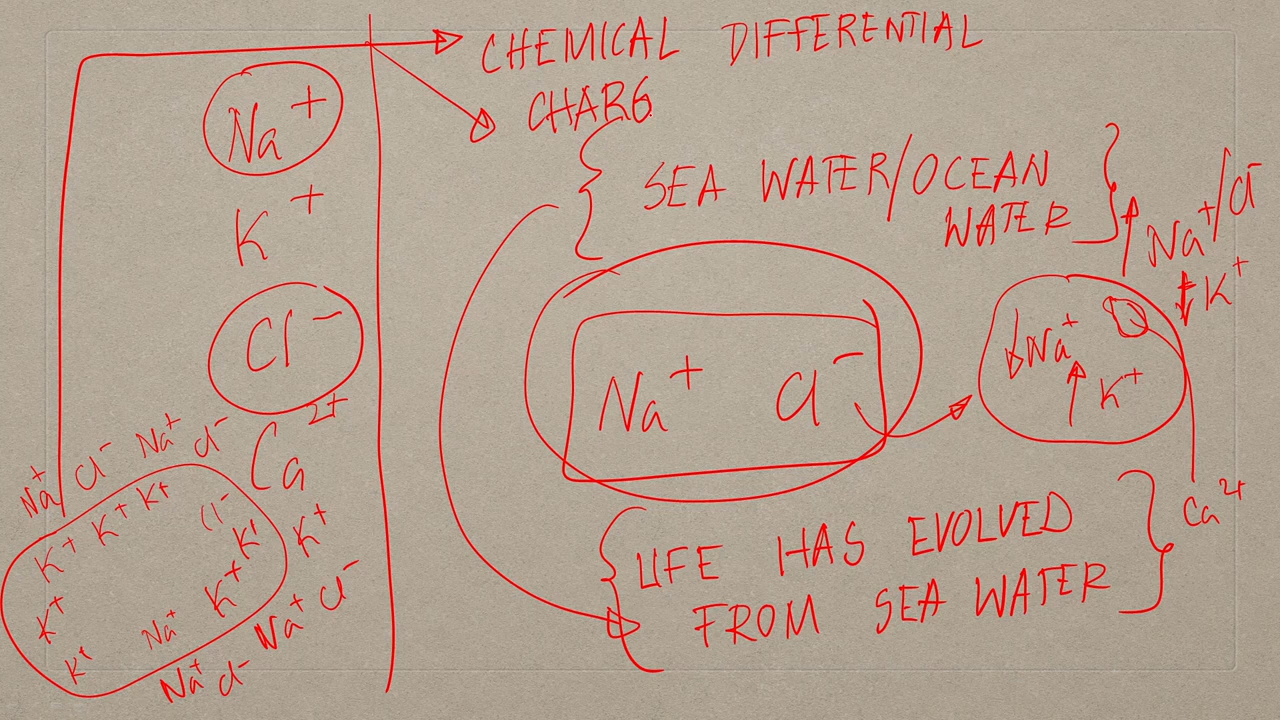 CHEMICAL DIFFERENTIAL
CHARG
Na+
K+
Cl-
Ca2+
SEA WATER/OCEAN
WATER
Na+/Cl-
K+
Na+ Cl-
Na+
K+
Ca2+
LIFE HAS EVOLVED
FROM SEA WATER
Na+ Cl- Na+ Cl-
K+ K+ K+ Cl-
K+ K+
K+ K+
K+ Na+ Na+ Cl-
Na+ Cl-